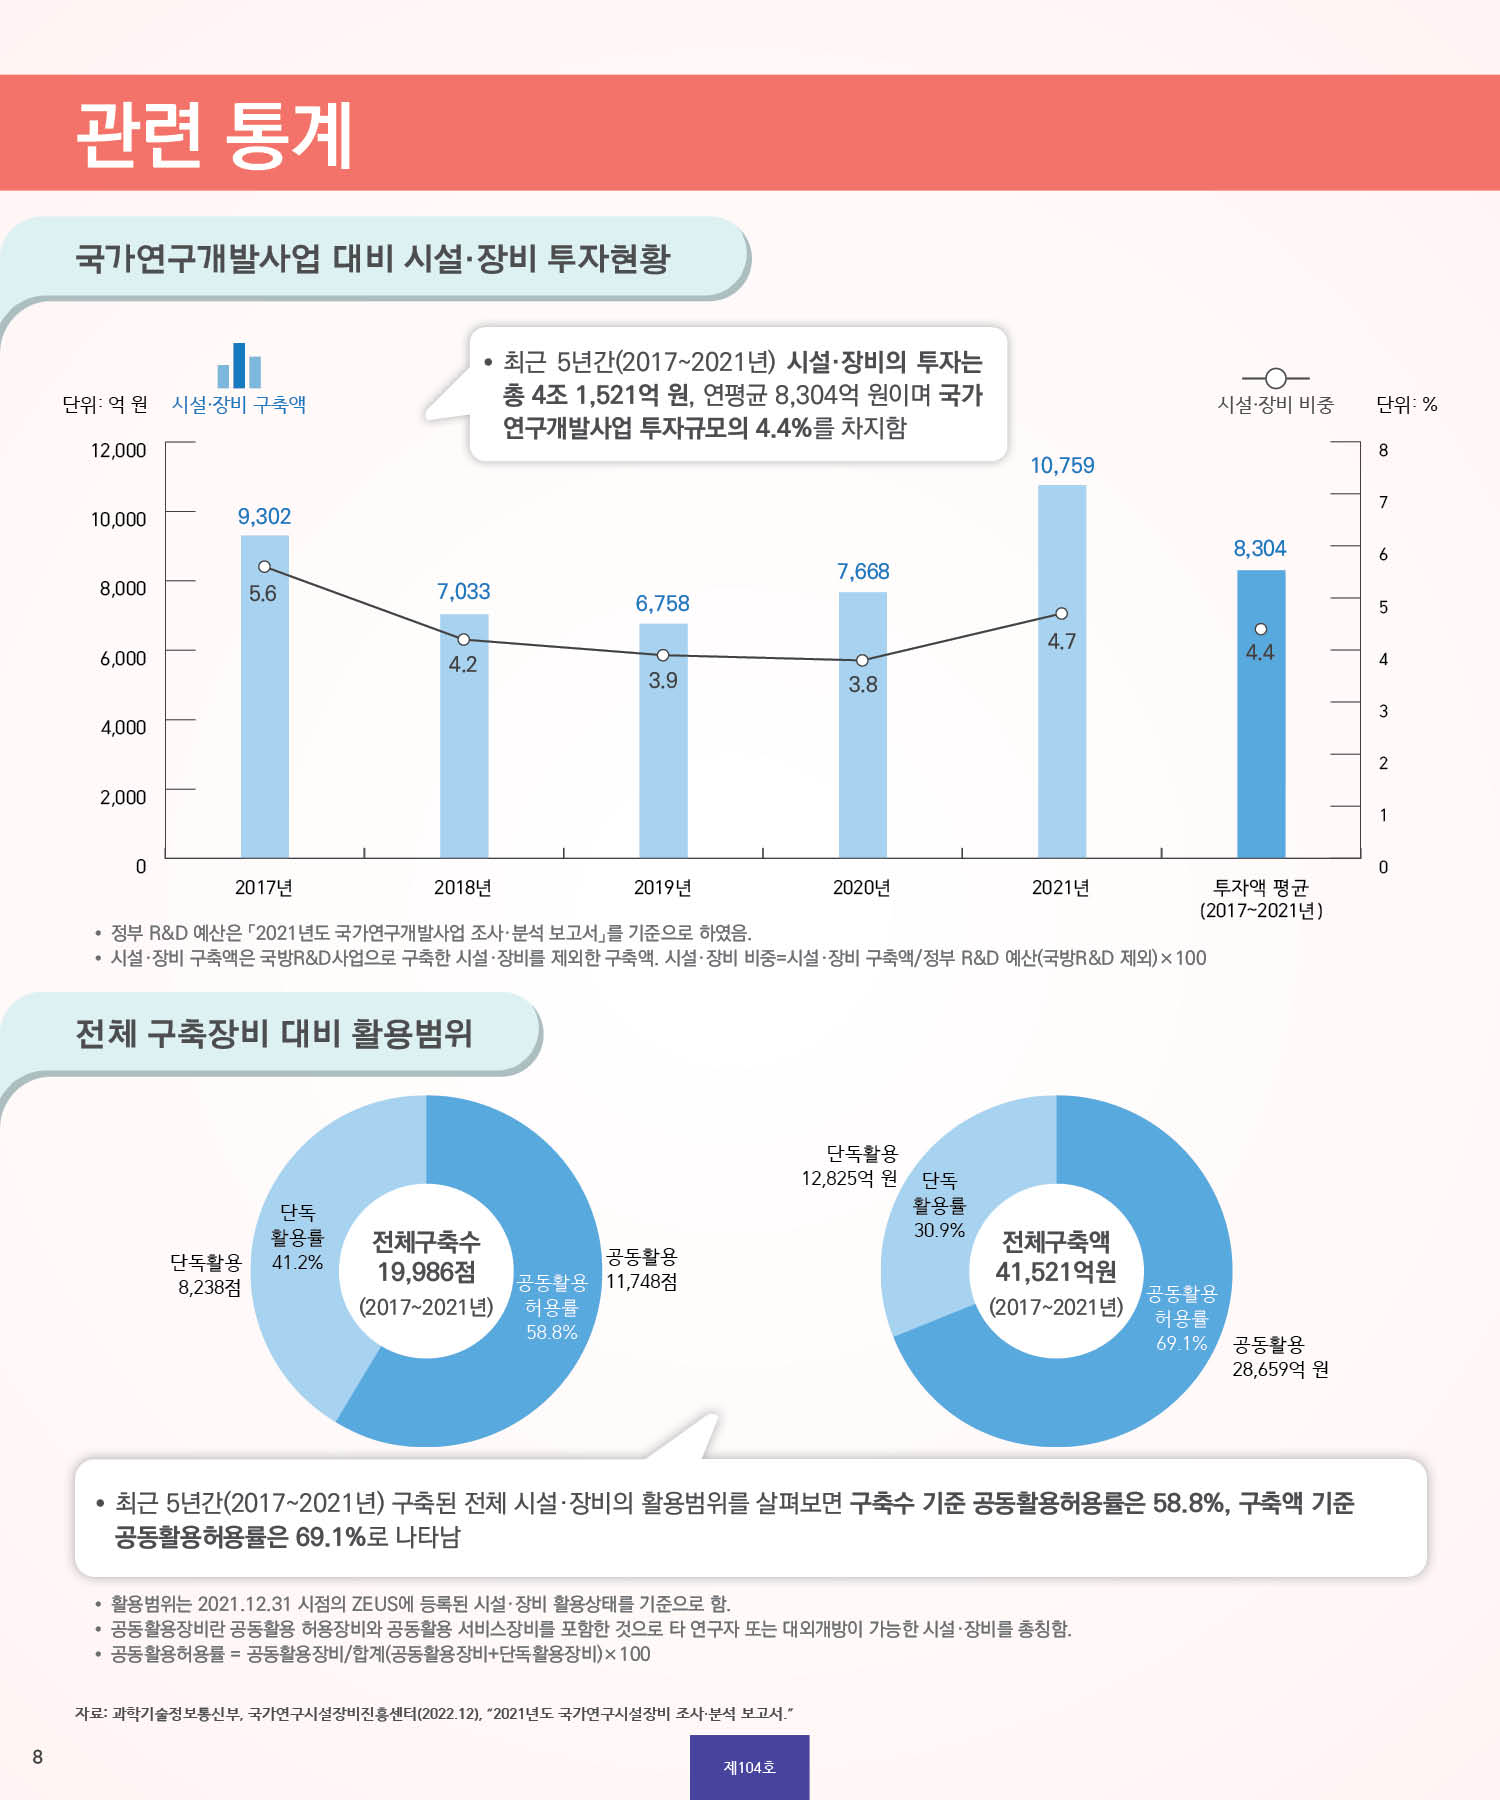 관련 통계
국가연구개발사업 대비 시설·장비 투자현황
• 최근 5년간(2017~2021년) 시설·장비의 투자는
총 4조 1,521억 원, 연평균 8,304억 원이며 국가
연구개발사업 투자규모의 4.4%를 차지함
단위: 억 원 시설·장비 구축액
시설·장비 비중 단위: %
12,000
10,000
8,000
6,000
4,000
2,000
0
9,302
7,033
6,758
7,668
10,759
8,304
5.6
4.2
3.9
3.8
4.7
4.4
8
7
6
5
4
3
2
1
0
2017년 2018년 2019년 2020년 2021년 투자액 평균
(2017~2021년)
• 정부 R&D 예산은 「2021년도 국가연구개발사업 조사·분석 보고서」를 기준으로 하였음.
• 시설·장비 구축액은 국방R&D사업으로 구축한 시설·장비를 제외한 구축액. 시설·장비 비중=시설·장비 구축액/정부 R&D 예산(국방R&D 제외)×100
전체 구축장비 대비 활용범위
단독활용
8,238점
단독
활용률
41.2%
전체구축수
19,986점
(2017~2021년)
공동활용
허용률
58.8%
공동활용
11,748점
단독활용
12,825억 원
단독
활용률
30.9%
전체구축액
41,521억원
(2017~2021년)
공동활용
허용률
69.1%
공동활용
28,659억 원
• 최근 5년간(2017~2021년) 구축된 전체 시설·장비의 활용범위를 살펴보면 구축수 기준 공동활용허용률은 58.8%, 구축액 기준
공동활용허용률은 69.1%로 나타남
• 활용범위는 2021.12.31 시점의 ZEUS에 등록된 시설·장비 활용상태를 기준으로 함.
• 공동활용장비란 공동활용 허용장비와 공동활용 서비스장비를 포함한 것으로 타 연구자 또는 대외개방이 가능한 시설·장비를 총칭함.
• 공동활용허용률 = 공동활용장비/합계(공동활용장비+단독활용장비)×100
자료: 과학기술정보통신부, 국가연구시설장비진흥센터(2022.12), “2021년도 국가연구시설장비 조사·분석 보고서.”
8
제104호